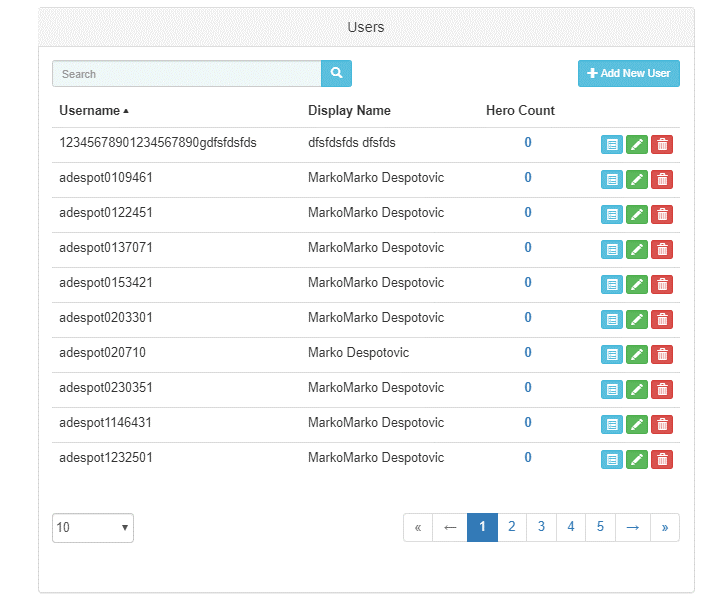 Users
Search
Add New User
Username Display Name Hero Count
12345678901234567890gdfsfdsfds dfsfdsfds dfsfds 0
adespot0109461 MarkoMarko Despotovic 0
adespot0122451 MarkoMarko Despotovic 0
adespot0137071 MarkoMarko Despotovic 0
adespot0153421 MarkoMarko Despotovic 0
adespot0203301 MarkoMarko Despotovic 0
adespot020710 Marko Despotovic 0
adespot0230351 MarkoMarko Despotovic 0
adespot1146431 MarkoMarko Despotovic 0
adespot1232501 MarkoMarko Despotovic 0
10 « ← 1 2 3 4 5 → »